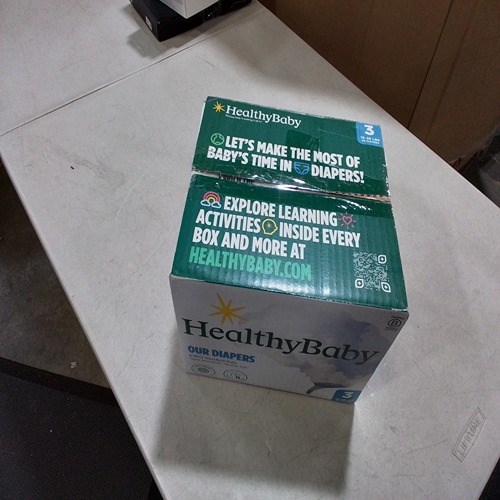 HealthyBaby
3
LET'S MAKE THE MOST OF
BABY'S TIME IN DIAPERS!
EXPLORE LEARNING
ACTIVITIES INSIDE EVERY
BOX AND MORE AT
HEALTHYBABY.COM
HealthyBaby
OUR DIAPERS
3
LIFETIME